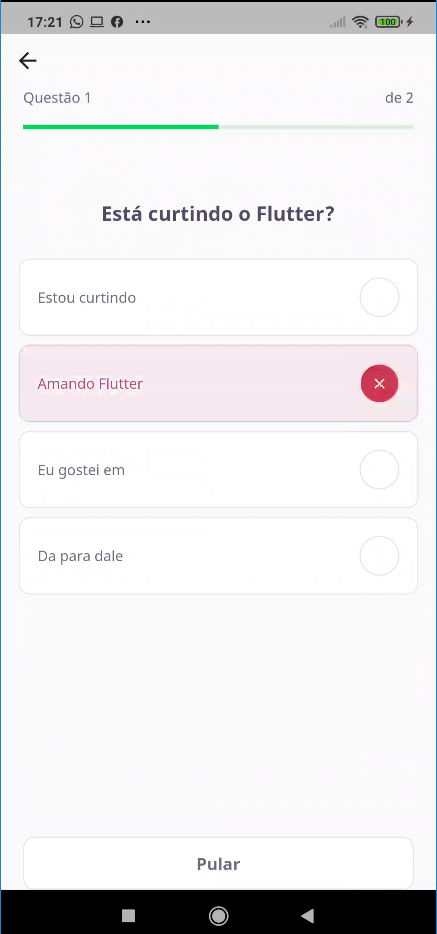 17:21 ... 100
Questão 1 de 2
Está curtindo o Flutter?
Estou curtindo
Amando Flutter
Eu gostei em
Da para dale
Pular